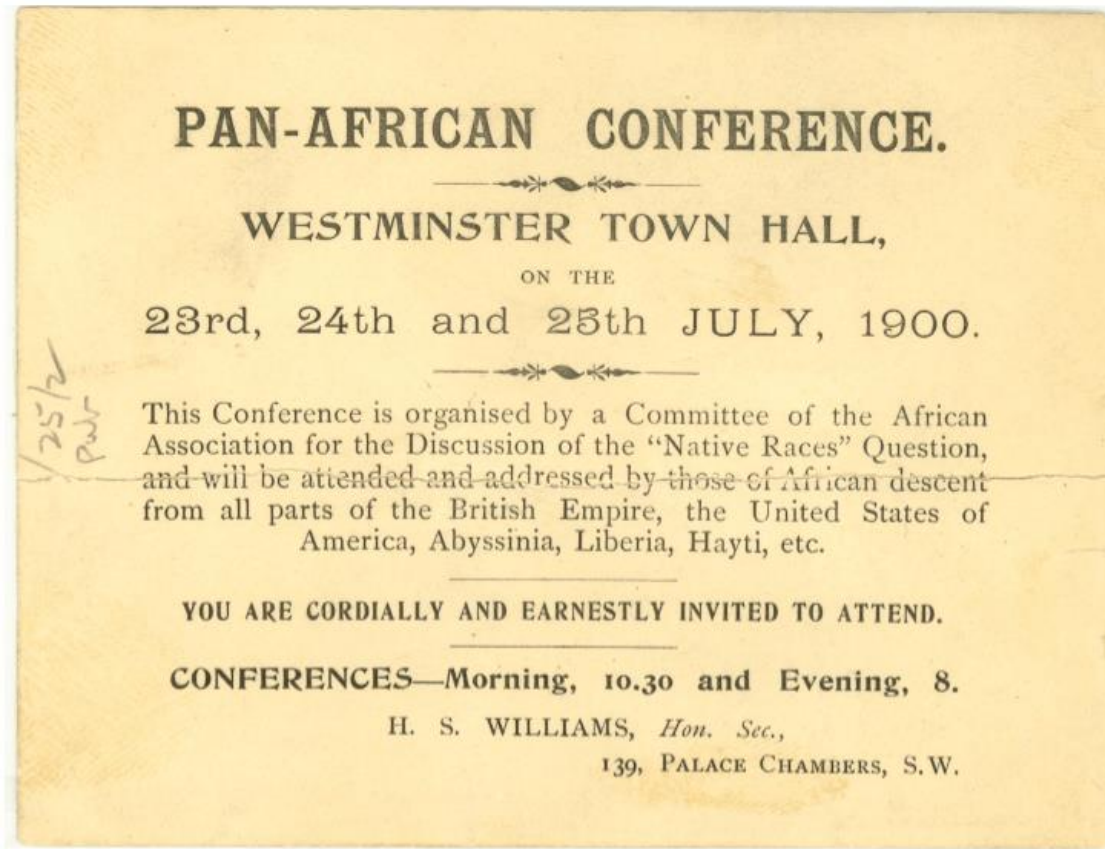 PAN-AFRICAN CONFERENCE.
WESTMINSTER TOWN HALL,
ON THE
23rd, 24th and 25th JULY, 1900.
This Conference is organised by a Committee of the African
Association for the Discussion of the “Native Races” Question,
and will be attended and addressed by those of African descent
from all parts of the British Empire, the United States of
America, Abyssinia, Liberia, Hayti, etc.
YOU ARE CORDIALLY AND EARNESTLY INVITED TO ATTEND.
CONFERENCES—Morning, 10.30 and Evening, 8.
H. S. WILLIAMS, Hon. Sec.,
139, PALACE CHAMBERS, S.W.